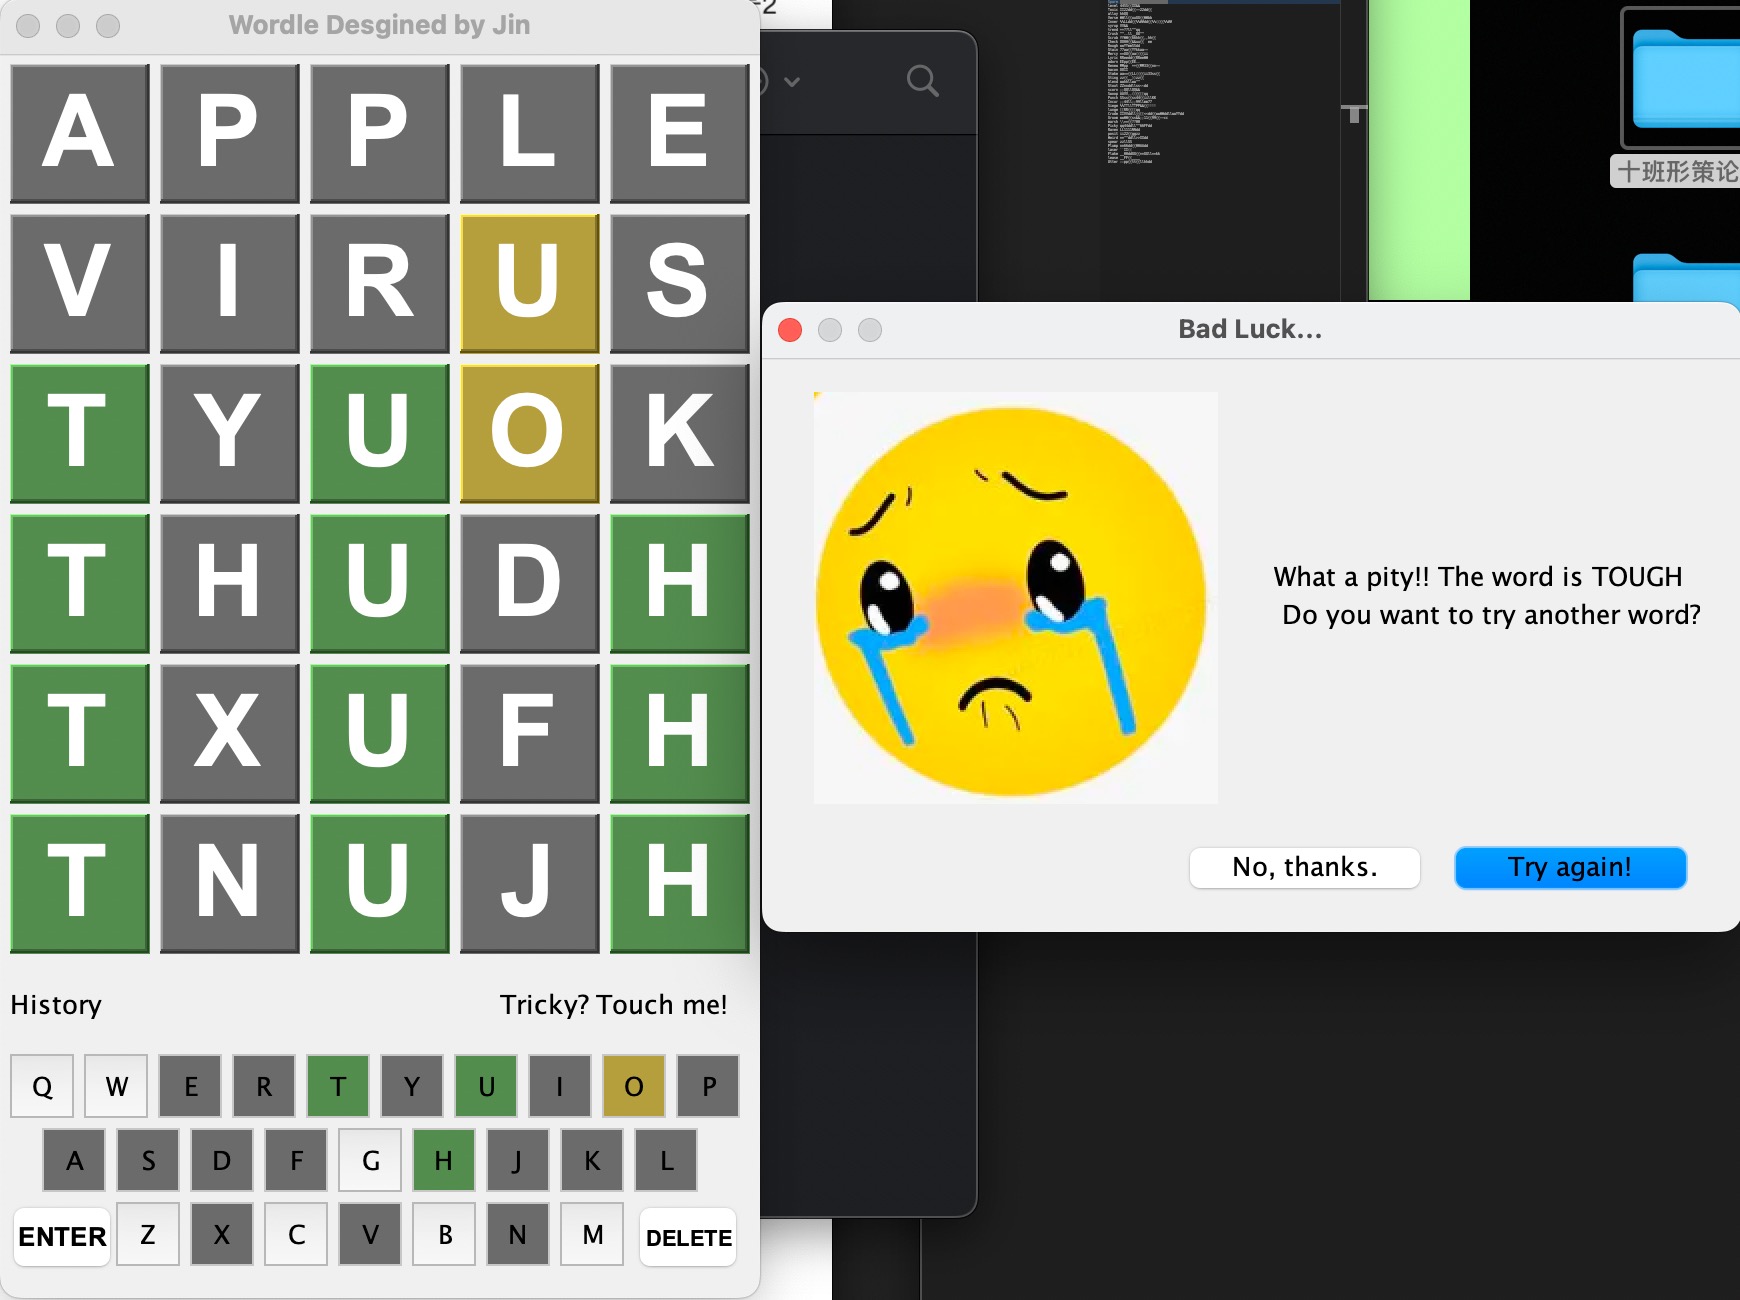 Wordle Desgined by Jin
A P P L E
V I R U S
T Y U O K
T H U D H
T X U F H
T N U J H
History
Tricky? Touch me!
Q W E R T Y U I O P
A S D F G H J K L
ENTER Z X C V B N M DELETE
Bad Luck...
What a pity!! The word is TOUGH
Do you want to try another word?
No, thanks.
Try again!
十班形策论